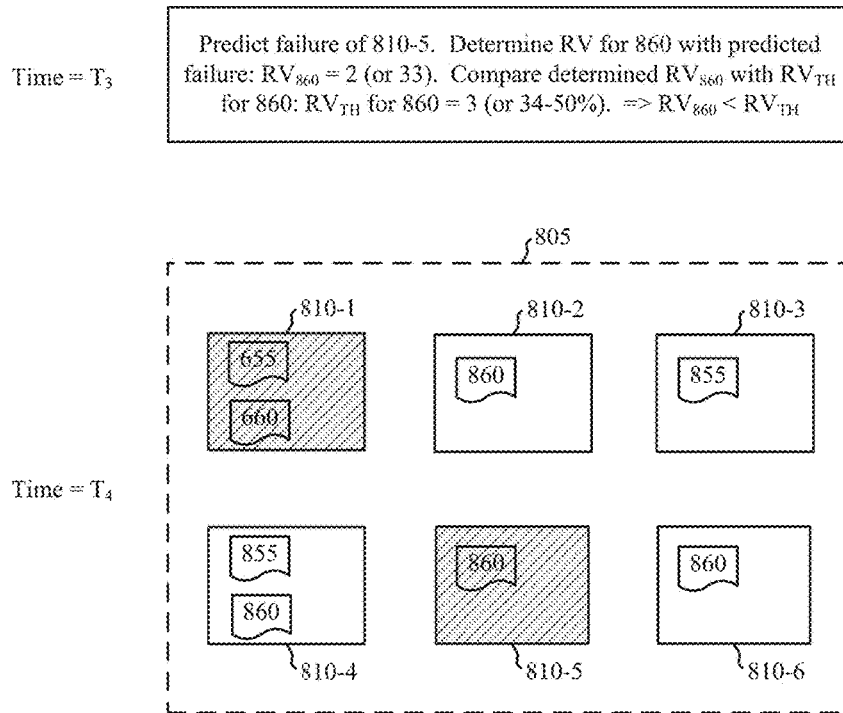 Time = T3
Predict failure of 810-5. Determine RV for 860 with predicted
failure: RV860 = 2 (or 33). Compare determined RV860 with RVTH
for 860: RVTH for 860 = 3 (or 34-50%). => RV860 < RVTH
805
810-1 810-2 810-3
655 860 855
660
Time = T4
855 860 860
860
810-4 810-5 810-6